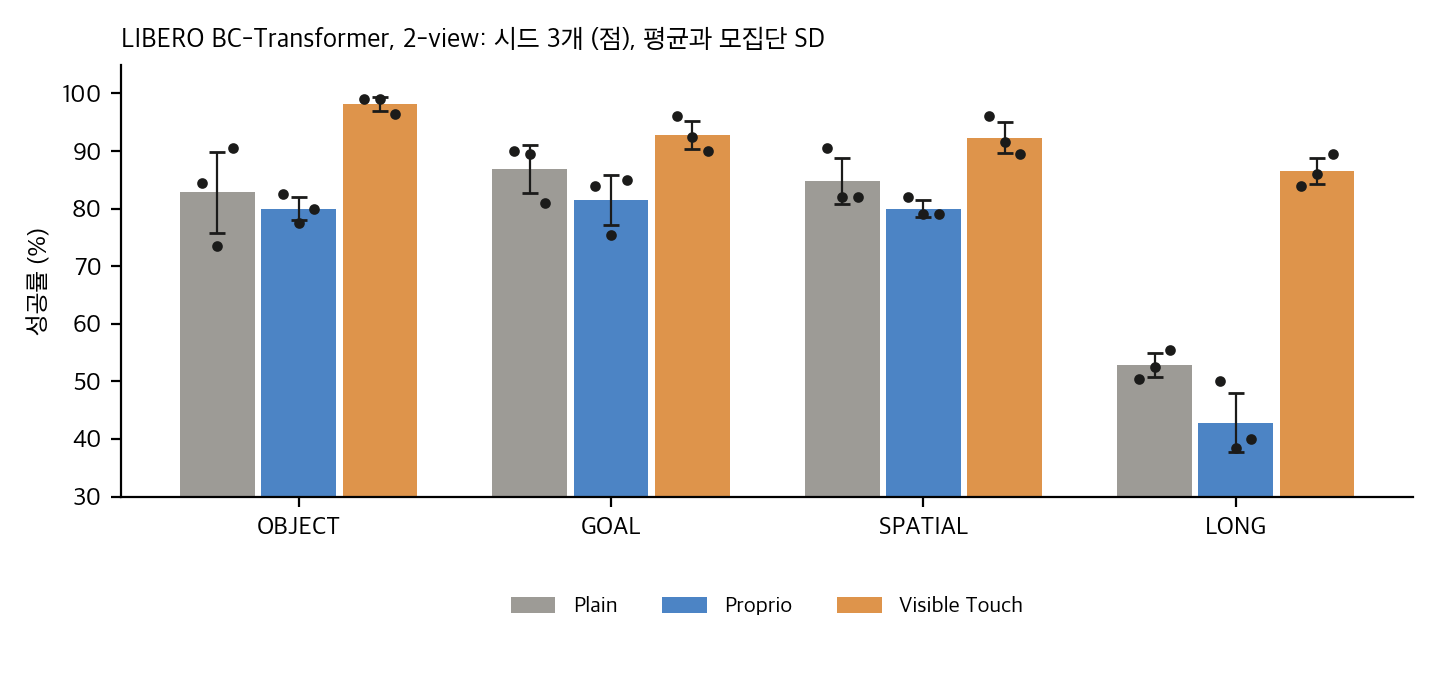 LIBERO BC-Transformer, 2-view: 시드 3개 (점), 평균과 모집단 SD
성공률 (%)
100
90
80
70
60
50
40
30
OBJECT GOAL SPATIAL LONG
Plain Proprio Visible Touch